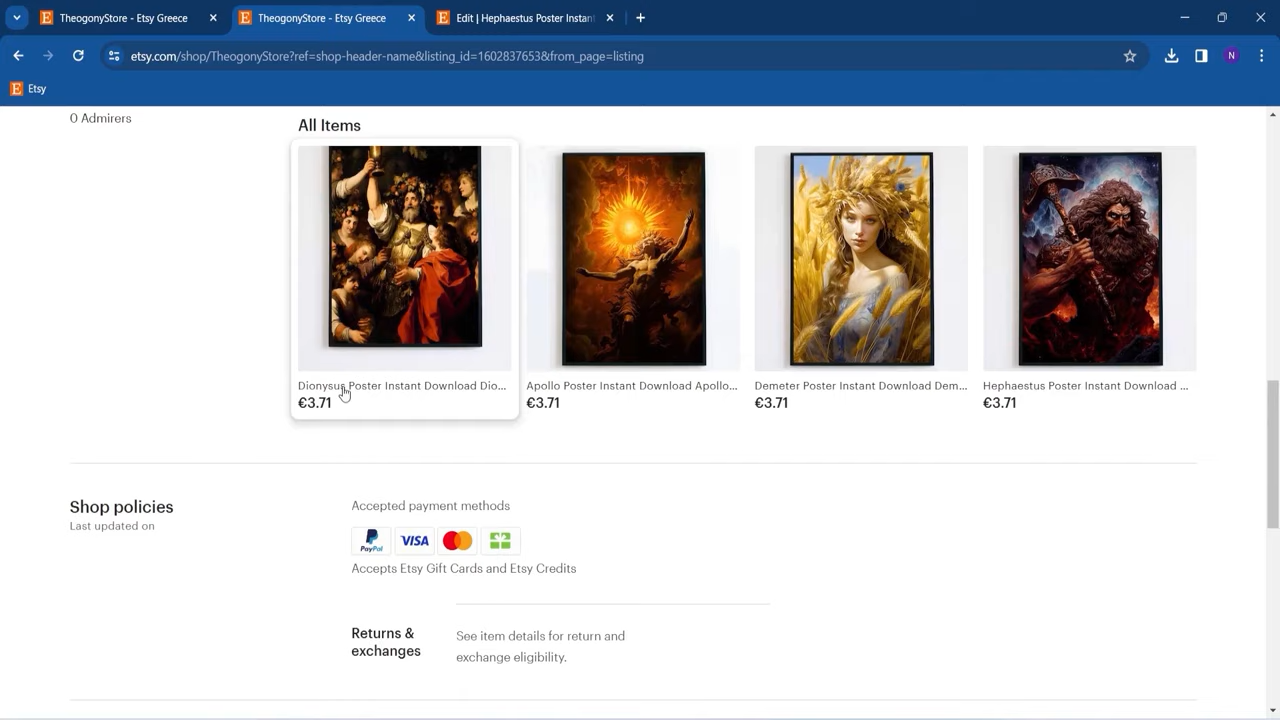 TheogonyStore - Etsy Greece
TheogonyStore - Etsy Greece
Edit | Hephaestus Poster Instant
etsy.com/shop/TheogonyStore?ref=shop-header-name&listing_id=1602837653&from_page=listing
N
Etsy
0 Admirers
All Items
Dionysus Poster Instant Download Dio...
€3.71
Apollo Poster Instant Download Apollo...
€3.71
Demeter Poster Instant Download Dem...
€3.71
Hephaestus Poster Instant Download ...
€3.71
Shop policies
Last updated on
Accepted payment methods
PayPal VISA
Accepts Etsy Gift Cards and Etsy Credits
Returns &
exchanges
See item details for return and
exchange eligibility.